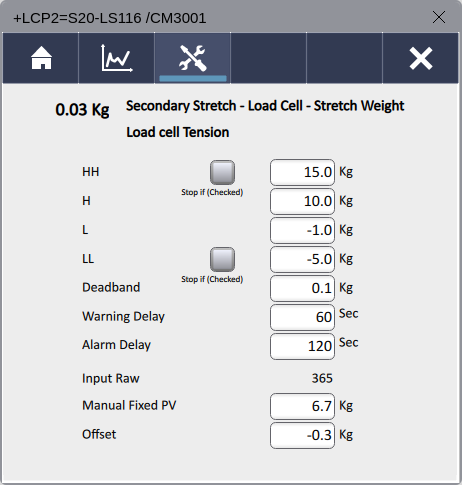 +LCP2=S20-LS116 /CM3001
0.03 Kg Secondary Stretch - Load Cell - Stretch Weight
Load cell Tension
HH 15.0 Kg
Stop if (Checked)
H 10.0 Kg
L -1.0 Kg
LL -5.0 Kg
Stop if (Checked)
Deadband 0.1 Kg
Warning Delay 60 Sec
Alarm Delay 120 Sec
Input Raw 365
Manual Fixed PV 6.7 Kg
Offset -0.3 Kg